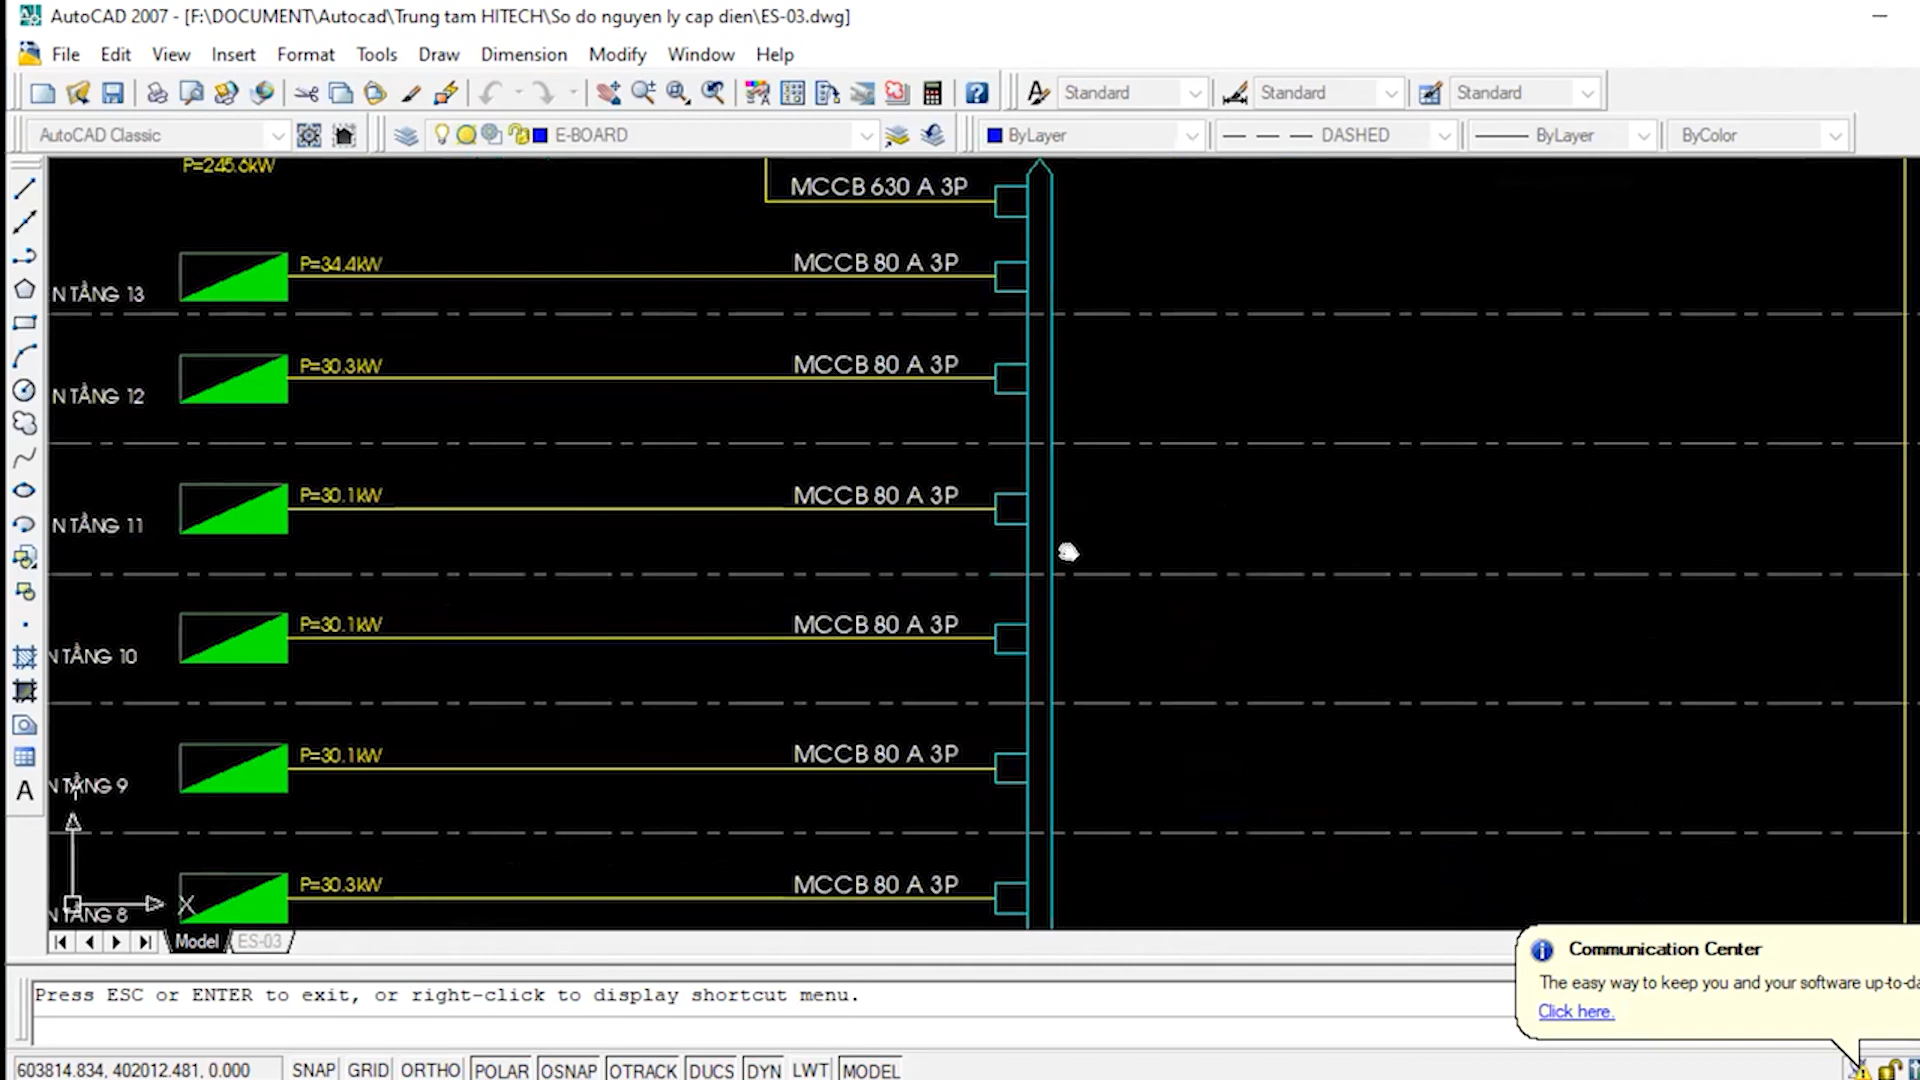 AutoCAD 2007 - [F:\DOCUMENT\Autocad\Trung tam HITECH\So do nguyen ly cap dien\ES-03.dwg]
File Edit View Insert Format Tools Draw Dimension Modify Window Help
Standard Standard Standard
AutoCAD Classic E-BOARD ByLayer DASHED ByLayer ByColor
P=245.6kW
MCCB 630 A 3P
N TẦNG 13 P=34.4kW MCCB 80 A 3P
N TẦNG 12 P=30.3kW MCCB 80 A 3P
N TẦNG 11 P=30.1kW MCCB 80 A 3P
N TẦNG 10 P=30.1kW MCCB 80 A 3P
N TẦNG 9 P=30.1kW MCCB 80 A 3P
Y
N TẦNG 8 X P=30.3kW MCCB 80 A 3P
Model ES-03
Communication Center
The easy way to keep you and your software up-to-da
Click here.
Press ESC or ENTER to exit, or right-click to display shortcut menu.
603814.834, 402012.481, 0.000 SNAP GRID ORTHO POLAR OSNAP OTRACK DUCS DYN LWT MODEL